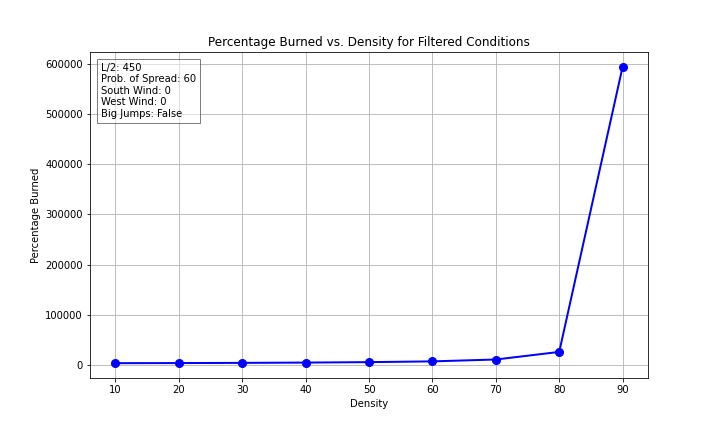 Percentage Burned vs. Density for Filtered Conditions
L/2: 450
Prob. of Spread: 60
South Wind: 0
West Wind: 0
Big Jumps: False
Percentage Burned
600000
500000
400000
300000
200000
100000
0
10 20 30 40 50 60 70 80 90
Density